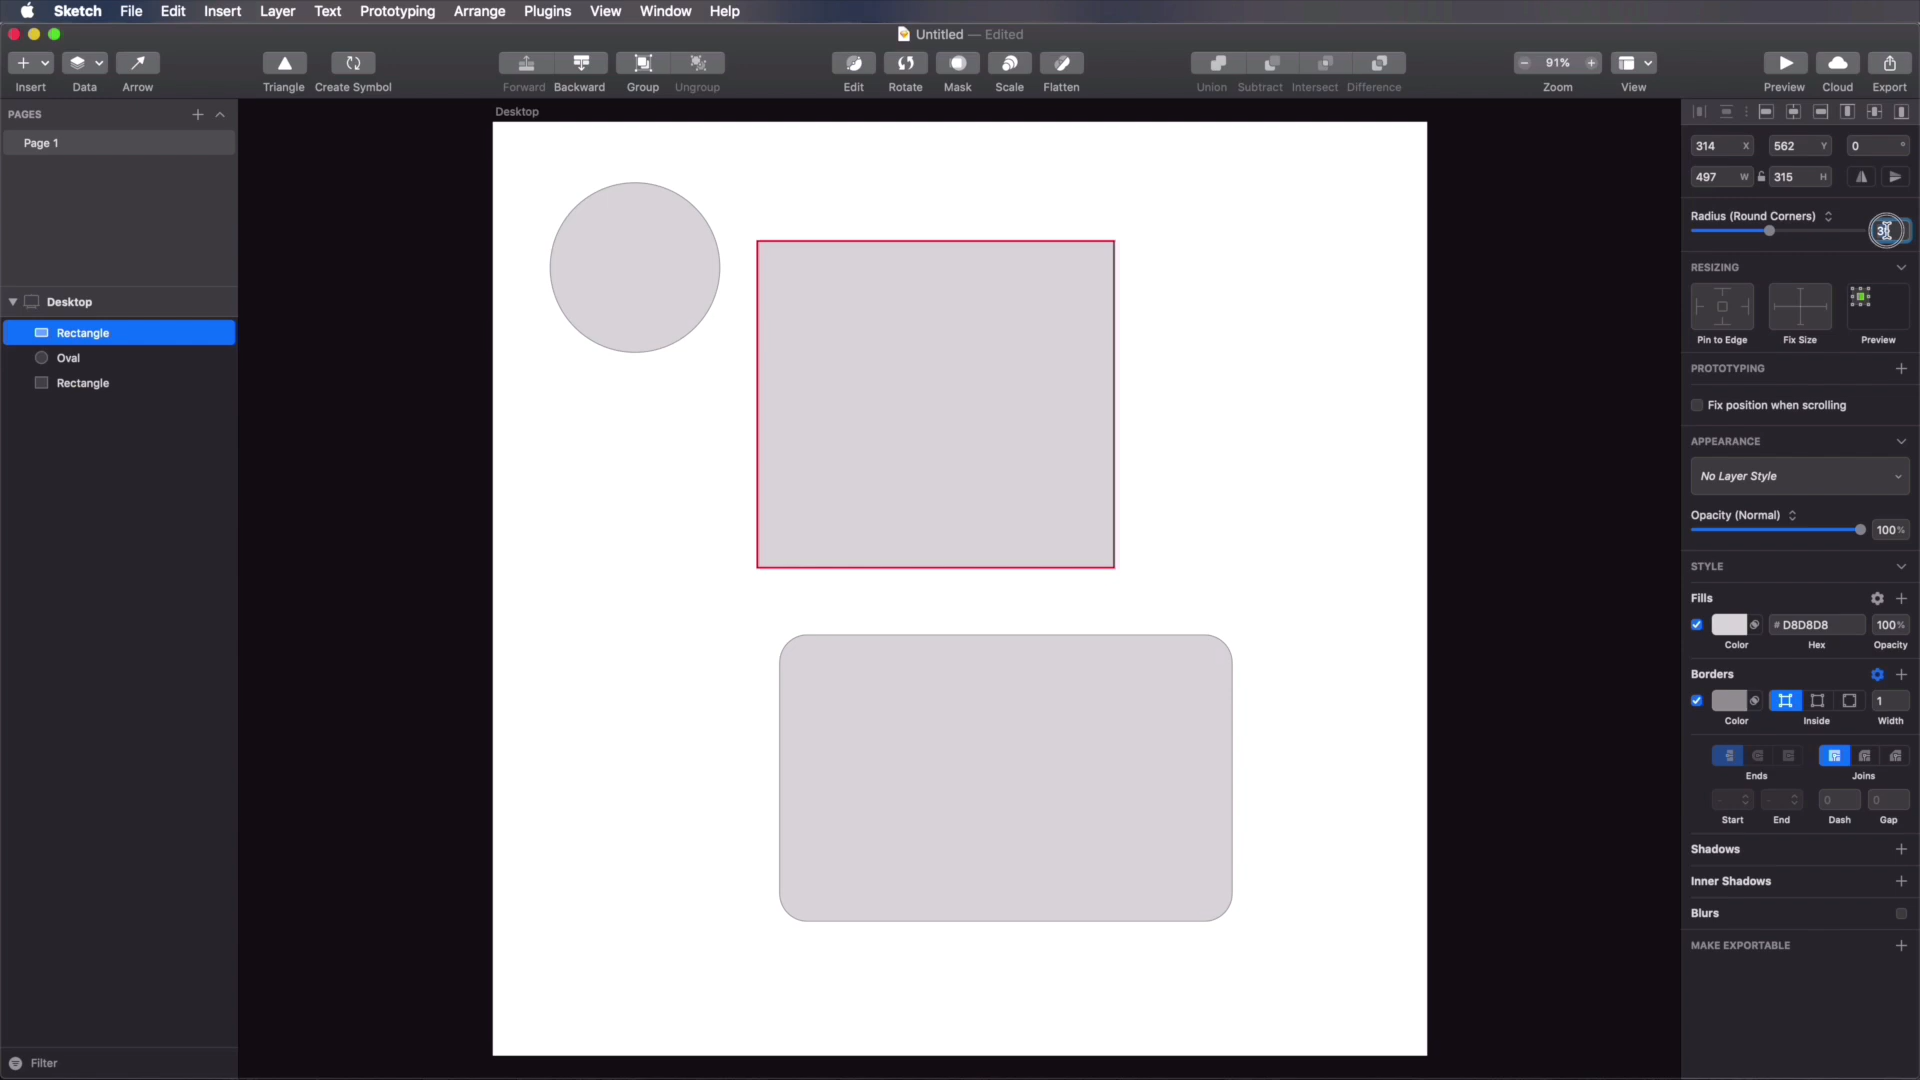 Sketch File Edit Insert Layer Text Prototyping Arrange Plugins View Window Help
Untitled — Edited
91%
Insert Data Arrow Triangle Create Symbol Forward Backward Group Ungroup Edit Rotate Mask Scale Flatten Union Subtract Intersect Difference Zoom View Preview Cloud Export
PAGES
Page 1
Desktop
Rectangle
Oval
Rectangle
Filter
Desktop
314 X 562 Y 0 °
497 W 315 H
Radius (Round Corners)
RESIZING
Pin to Edge Fix Size Preview
PROTOTYPING
Fix position when scrolling
APPEARANCE
No Layer Style
Opacity (Normal)
100%
STYLE
Fills
# D8D8D8 100%
Color Hex Opacity
Borders
1
Color Inside Width
Ends Joins
- - 0 0
Start End Dash Gap
Shadows
Inner Shadows
Blurs
MAKE EXPORTABLE